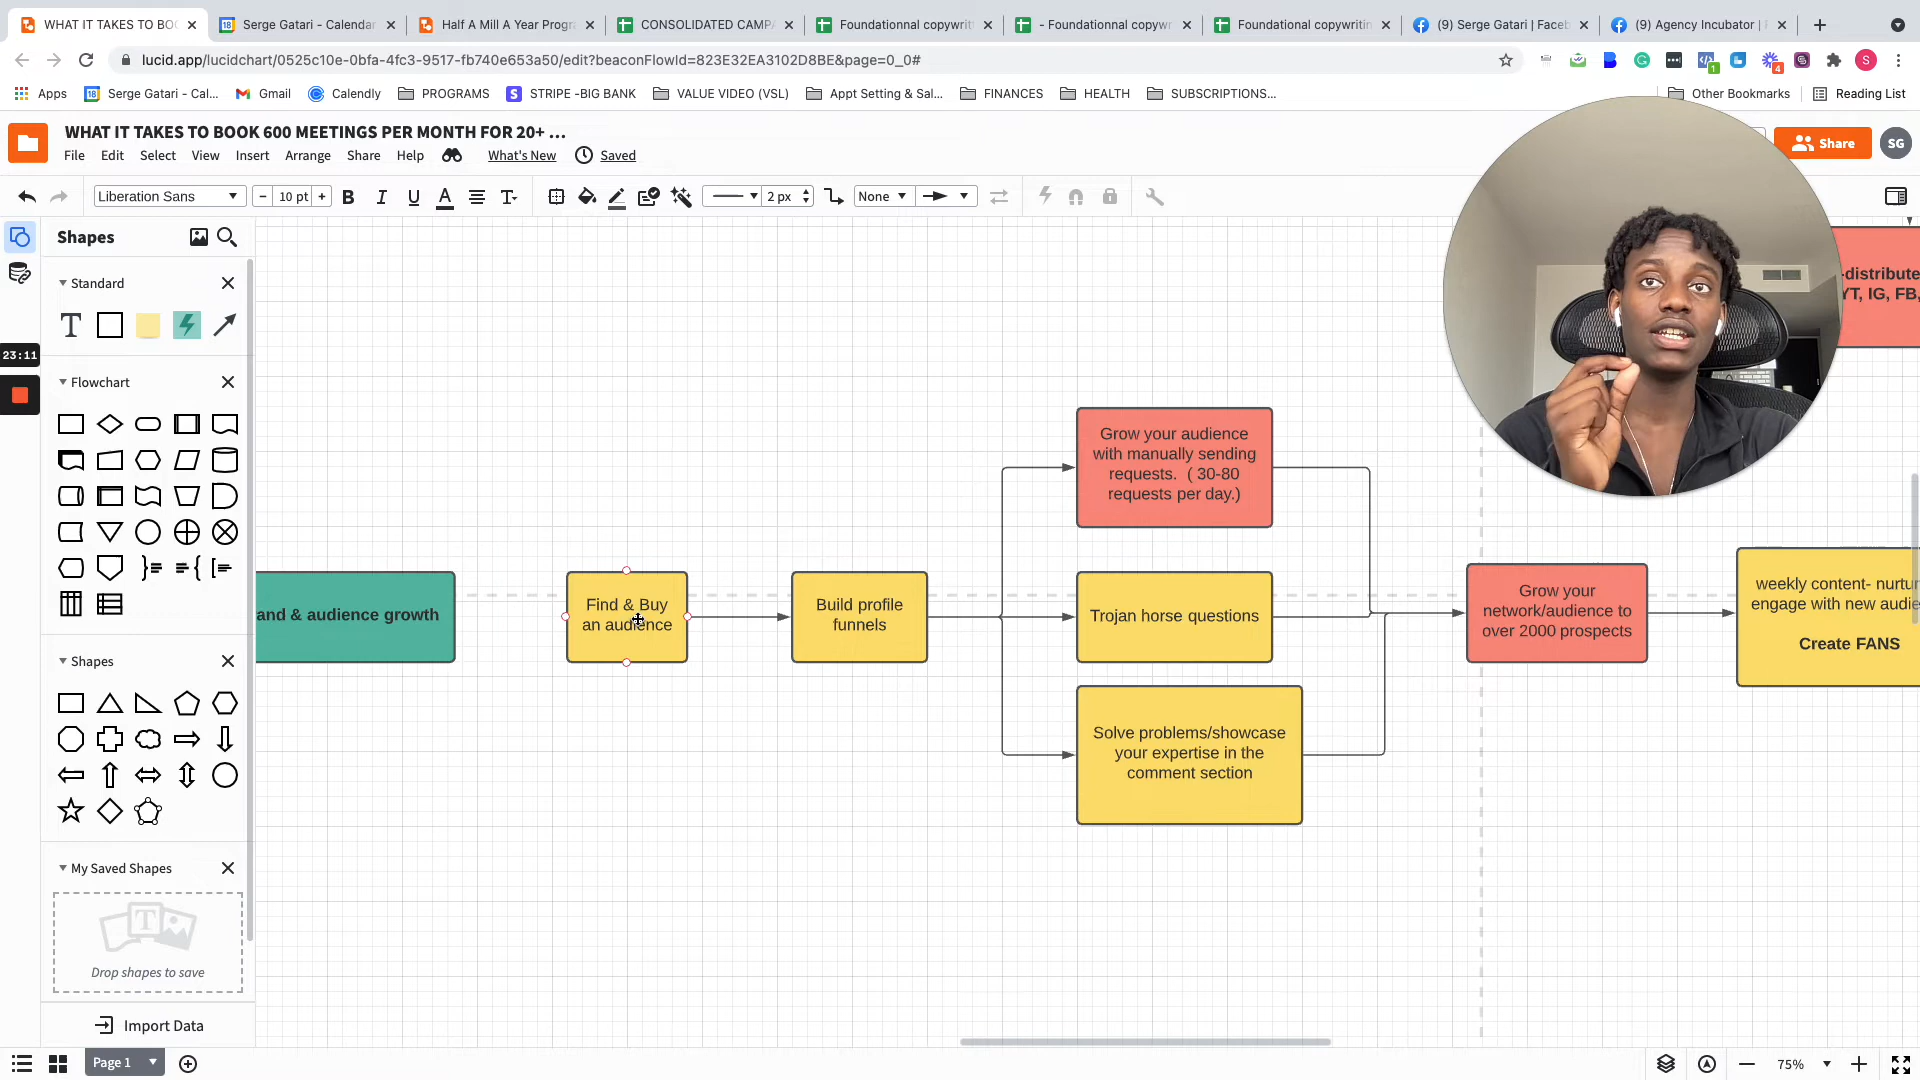 WHAT IT TAKES TO BOO
Serge Gatari - Calendar
Half A Mill A Year Progr
CONSOLIDATED CAMPA
Foundationnal copywrit
- Foundationnal copywr
Foundational copywritin
(9) Serge Gatari | Faceb
(9) Agency Incubator |
lucid.app/lucidchart/0525c10e-0bfa-4fc3-9517-fb740e653a50/edit?beaconFlowId=823E32EA3102D8BE&page=0_0#
1
4
S
Apps
18
Serge Gatari - Cal...
Gmail
Calendly
PROGRAMS
STRIPE -BIG BANK
VALUE VIDEO (VSL)
Appt Setting & Sal...
FINANCES
HEALTH
SUBSCRIPTIONS...
Other Bookmarks
Reading List
WHAT IT TAKES TO BOOK 600 MEETINGS PER MONTH FOR 20+ ...
File
Edit
Select
View
Insert
Arrange
Share
Help
What's New
Saved
Share
SG
Liberation Sans
10 pt
B
I
U
A
T
2 px
None
Shapes
Standard
T
23:11
Flowchart
Shapes
My Saved Shapes
T
Drop shapes to save
Import Data
Page 1
75%
and & audience growth
Find & Buy
an audience
Build profile
funnels
Grow your audience
with manually sending
requests. ( 30-80
requests per day.)
Trojan horse questions
Solve problems/showcase
your expertise in the
comment section
Grow your
network/audience to
over 2000 prospects
weekly content- nurtur
engage with new audie
Create FANS
-distribute
YT, IG, FB,